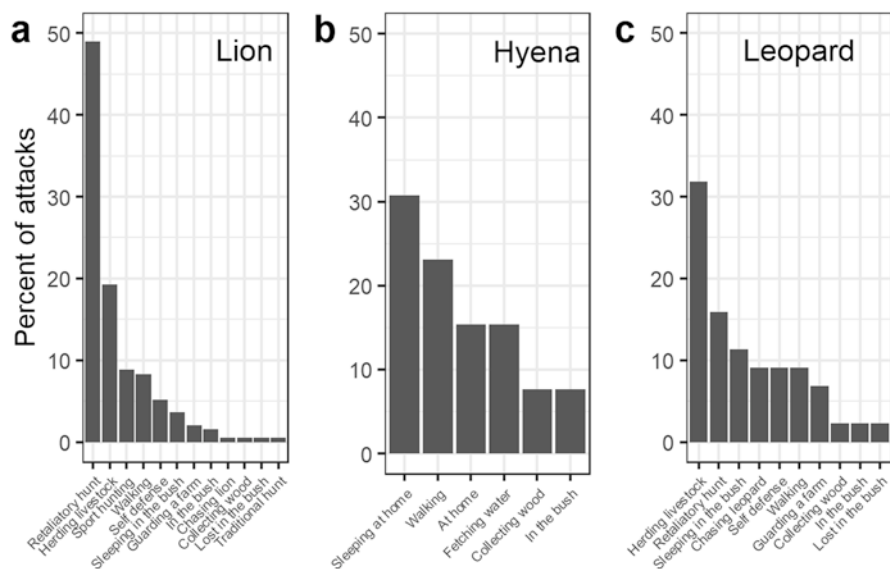 a
Lion
Percent of attacks
50
40
30
20
10
0
Retaliatory hunt
Herding livestock
Sport hunting
Walking
Self defense
Sleeping in the bush
Guarding a farm
In the bush
Chasing lion
Collecting wood
Lost in the bush
Traditional hunt
b
Hyena
50
40
30
20
10
0
Sleeping at home
Walking
At home
Fetching water
Collecting wood
In the bush
c
Leopard
50
40
30
20
10
0
Herding livestock
Retaliatory hunt
Sleeping in the bush
Chasing leopard
Self defense
Walking
Guarding a farm
Collecting wood
In the bush
Lost in the bush